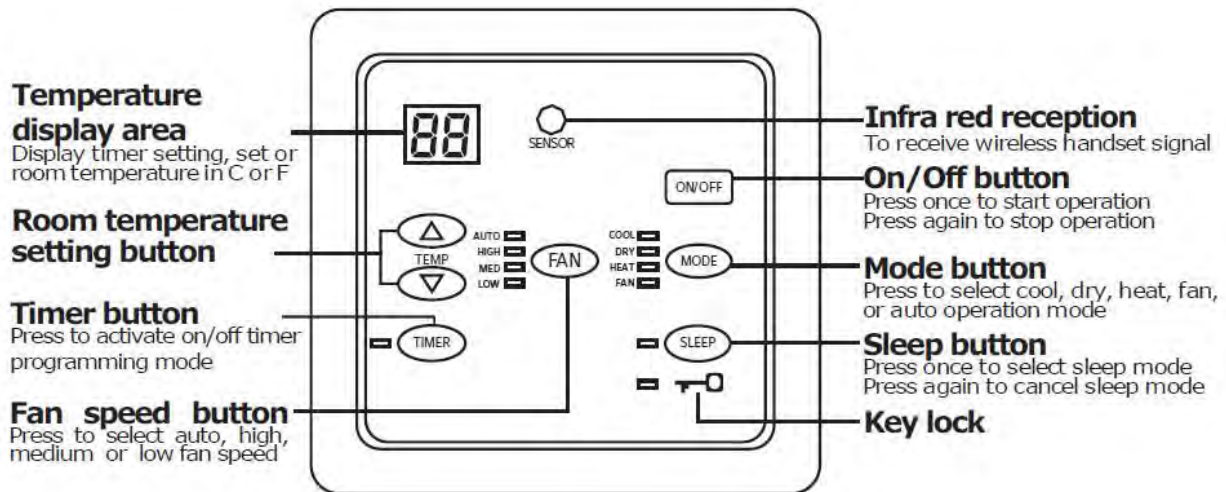 Temperature
display area
Display timer setting, set or
room temperature in C or F
Room temperature
setting button
Timer button
Press to activate on/off timer
programming mode
Fan speed button
Press to select auto, high,
medium or low fan speed
88
SENSOR
ON/OFF
TEMP
AUTO
HIGH
MED
LOW
FAN
COOL
DRY
HEAT
FAN
MODE
TIMER
SLEEP
Infra red reception
To receive wireless handset signal
On/Off button
Press once to start operation
Press again to stop operation
Mode button
Press to select cool, dry, heat, fan,
or auto operation mode
Sleep button
Press once to select sleep mode
Press again to cancel sleep mode
Key lock